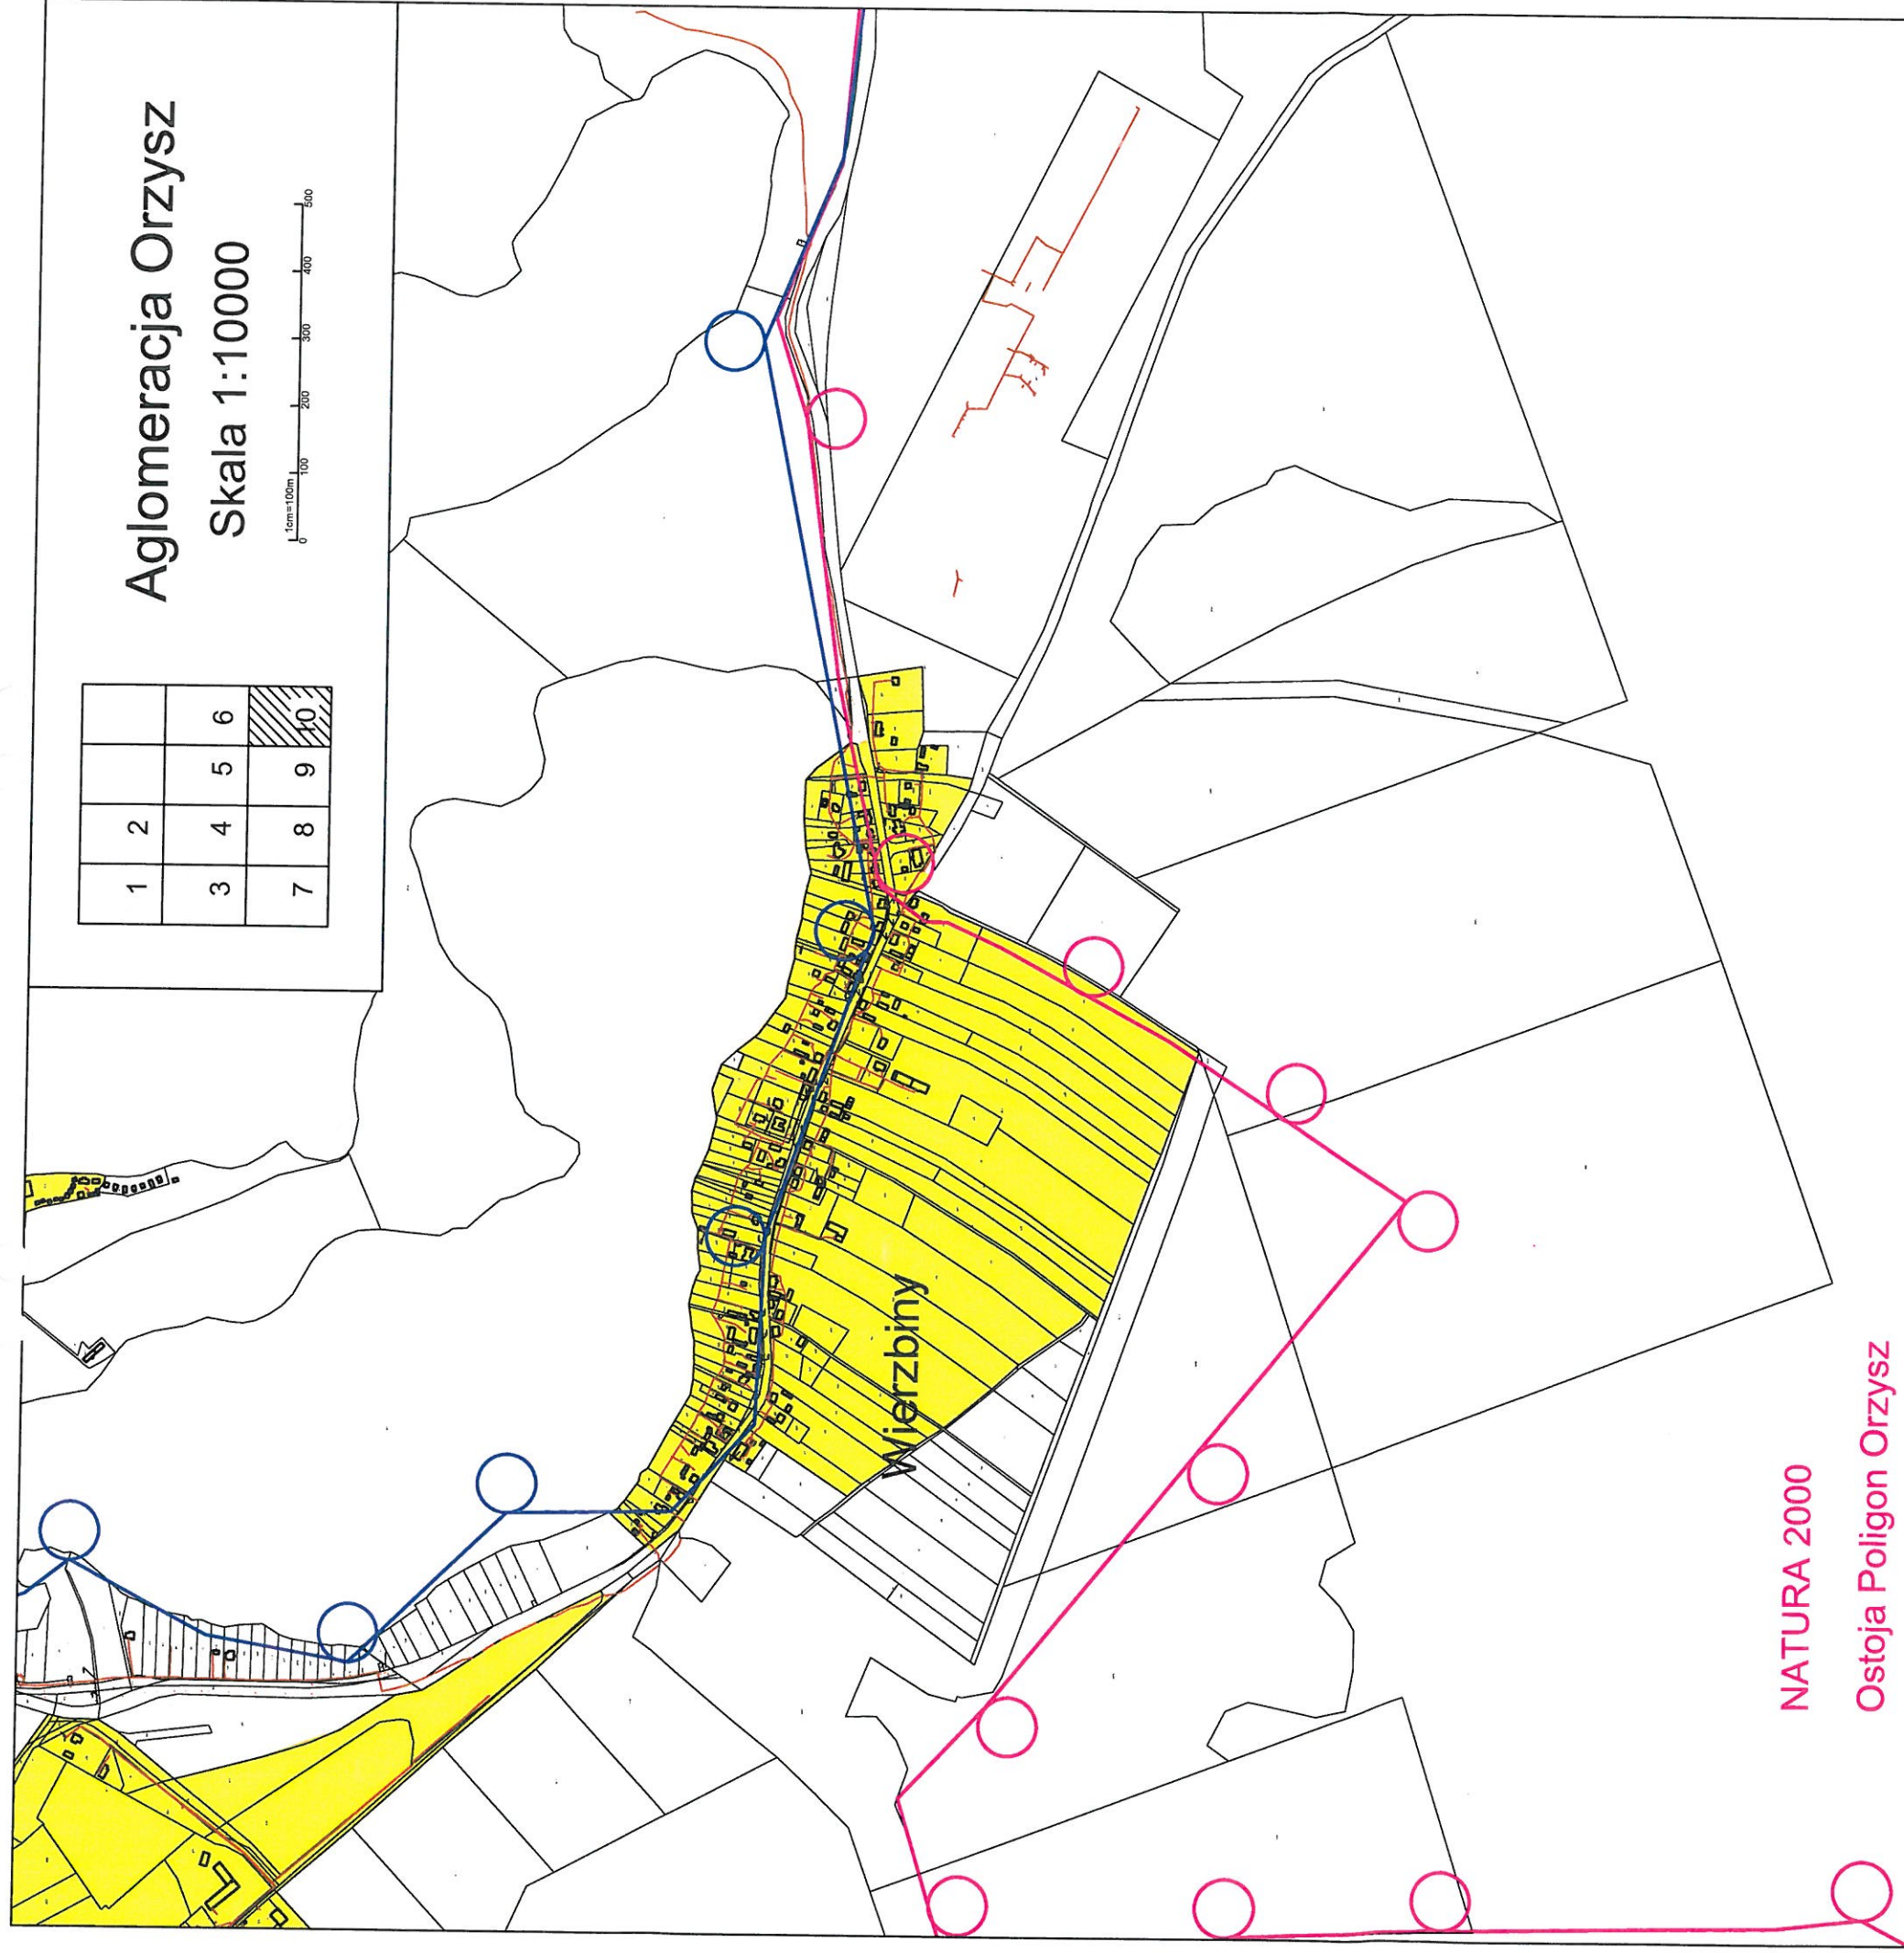 Aglomeracja Orzysz
Skala 1:10000
1cm=100m
0 100 200 300 400 500
1 2
3 4 5 6
7 8 9 10
Wierzbiny
NATURA 2000
Ostoja Poligon Orzysz